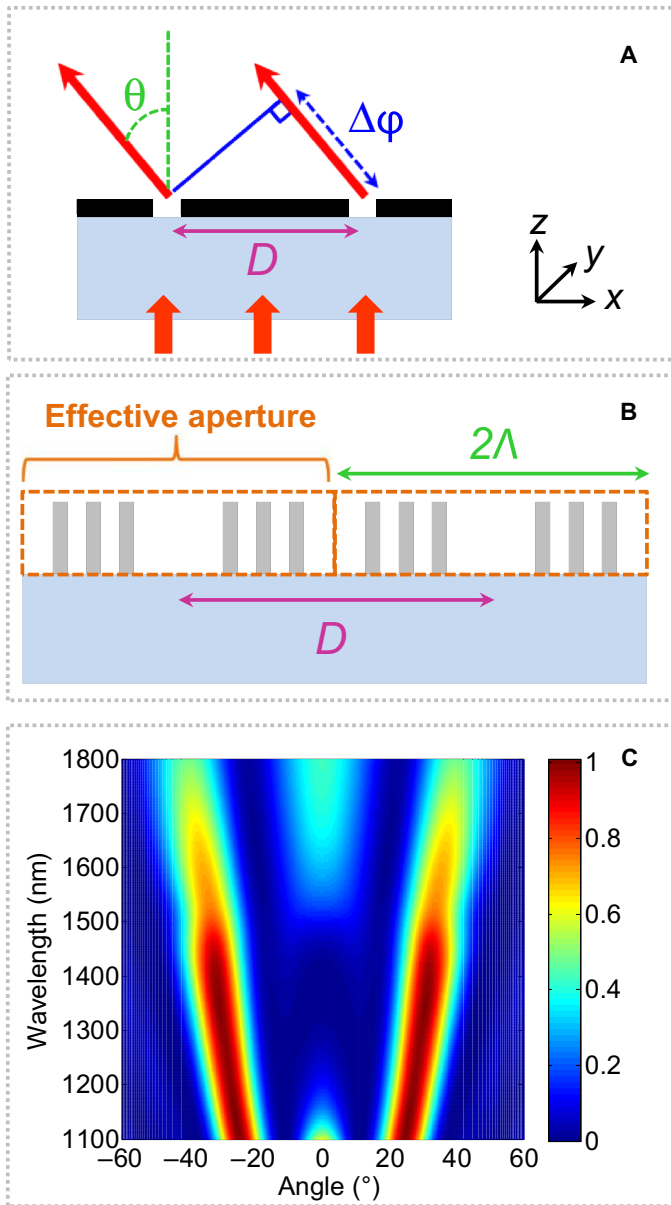 A
θ
Δφ
D
z
y
x
B
Effective aperture
2Λ
D
C
1800
1700
1600
1500
1400
1300
1200
1100
Wavelength (nm)
–60
–40
–20
0
20
40
60
Angle (°)
1
0.8
0.6
0.4
0.2
0